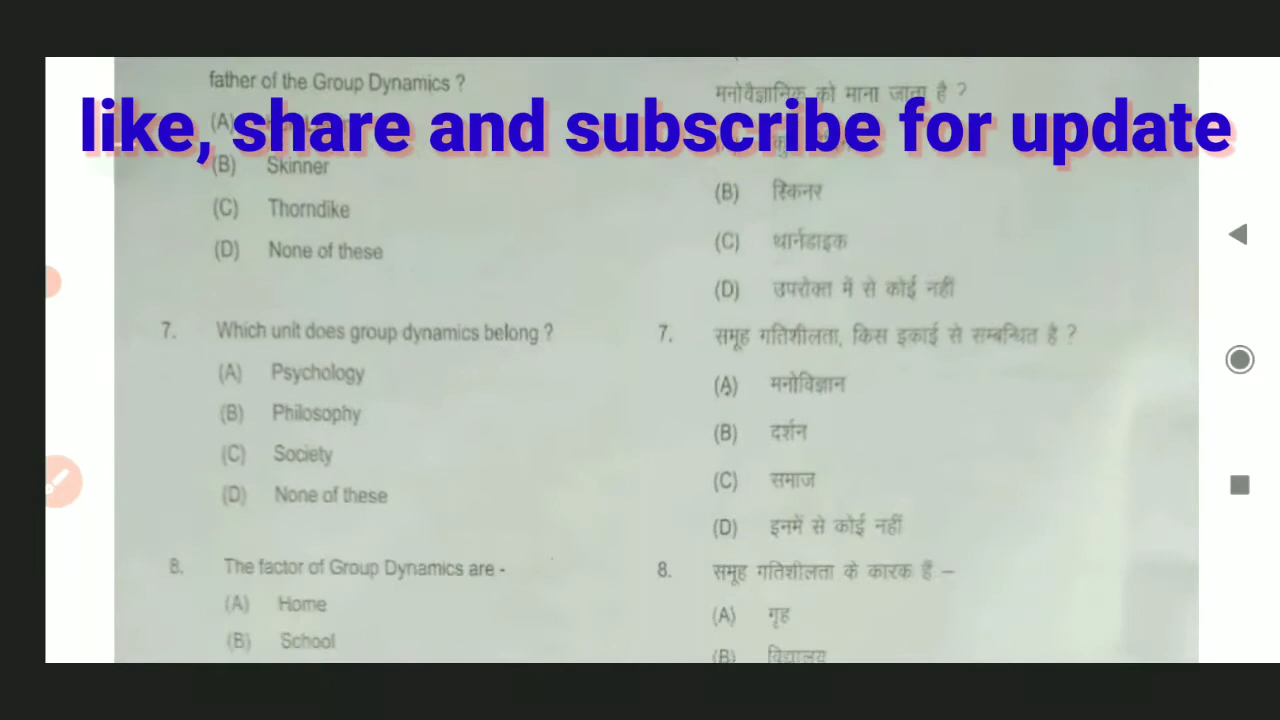 father of the Group Dynamics ?
like, share and subscribe for update
(A)
(B) Skinner
(C) Thorndike
(D) None of these
7. Which unit does group dynamics belong ?
(A) Psychology
(B) Philosophy
(C) Society
(D) None of these
8. The factor of Group Dynamics are -
(A) Home
(B) School
मनोवैज्ञानिक को माना जाता है ?
(B) स्किनर
(C) थार्नडाइक
(D) उपरोक्त में से कोई नहीं
7. समूह गतिशीलता, किस इकाई से सम्बन्धित है ?
(A) मनोविज्ञान
(B) दर्शन
(C) समाज
(D) इनमें से कोई नहीं
8. समूह गतिशीलता के कारक हैं –
(A) गृह
(B) विद्यालय